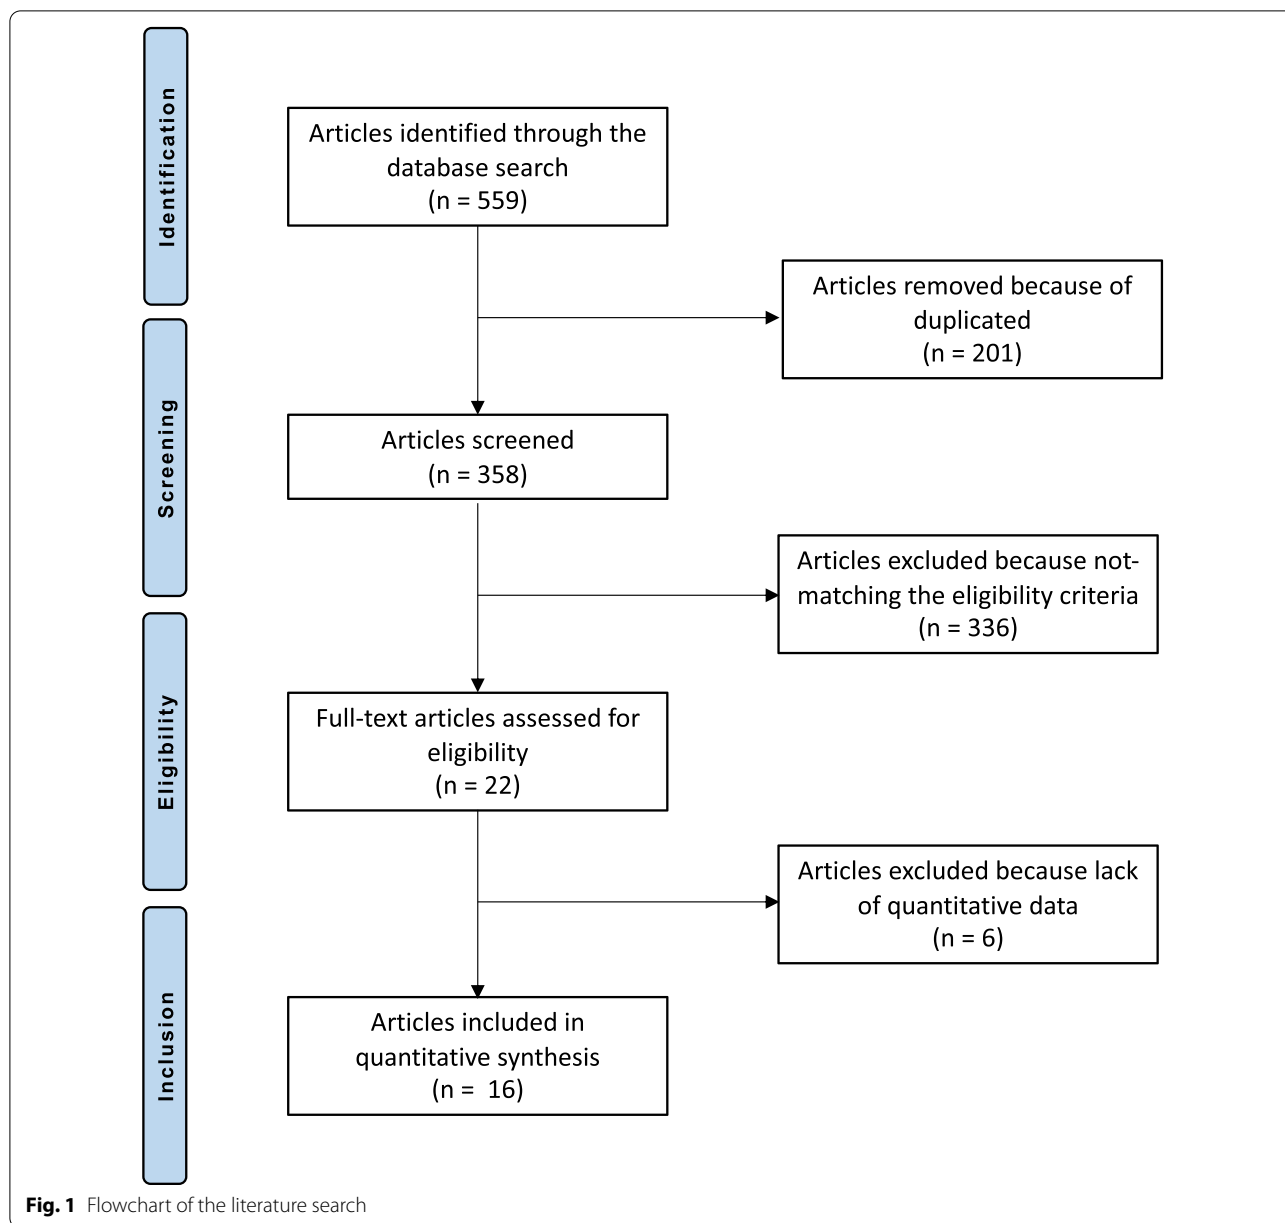 Identification
Articles identified through the
database search
(n = 559)
Articles removed because of
duplicated
(n = 201)
Screening
Articles screened
(n = 358)
Articles excluded because not-
matching the eligibility criteria
(n = 336)
Eligibility
Full-text articles assessed for
eligibility
(n = 22)
Articles excluded because lack
of quantitative data
(n = 6)
Inclusion
Articles included in
quantitative synthesis
(n = 16)
Fig. 1 Flowchart of the literature search